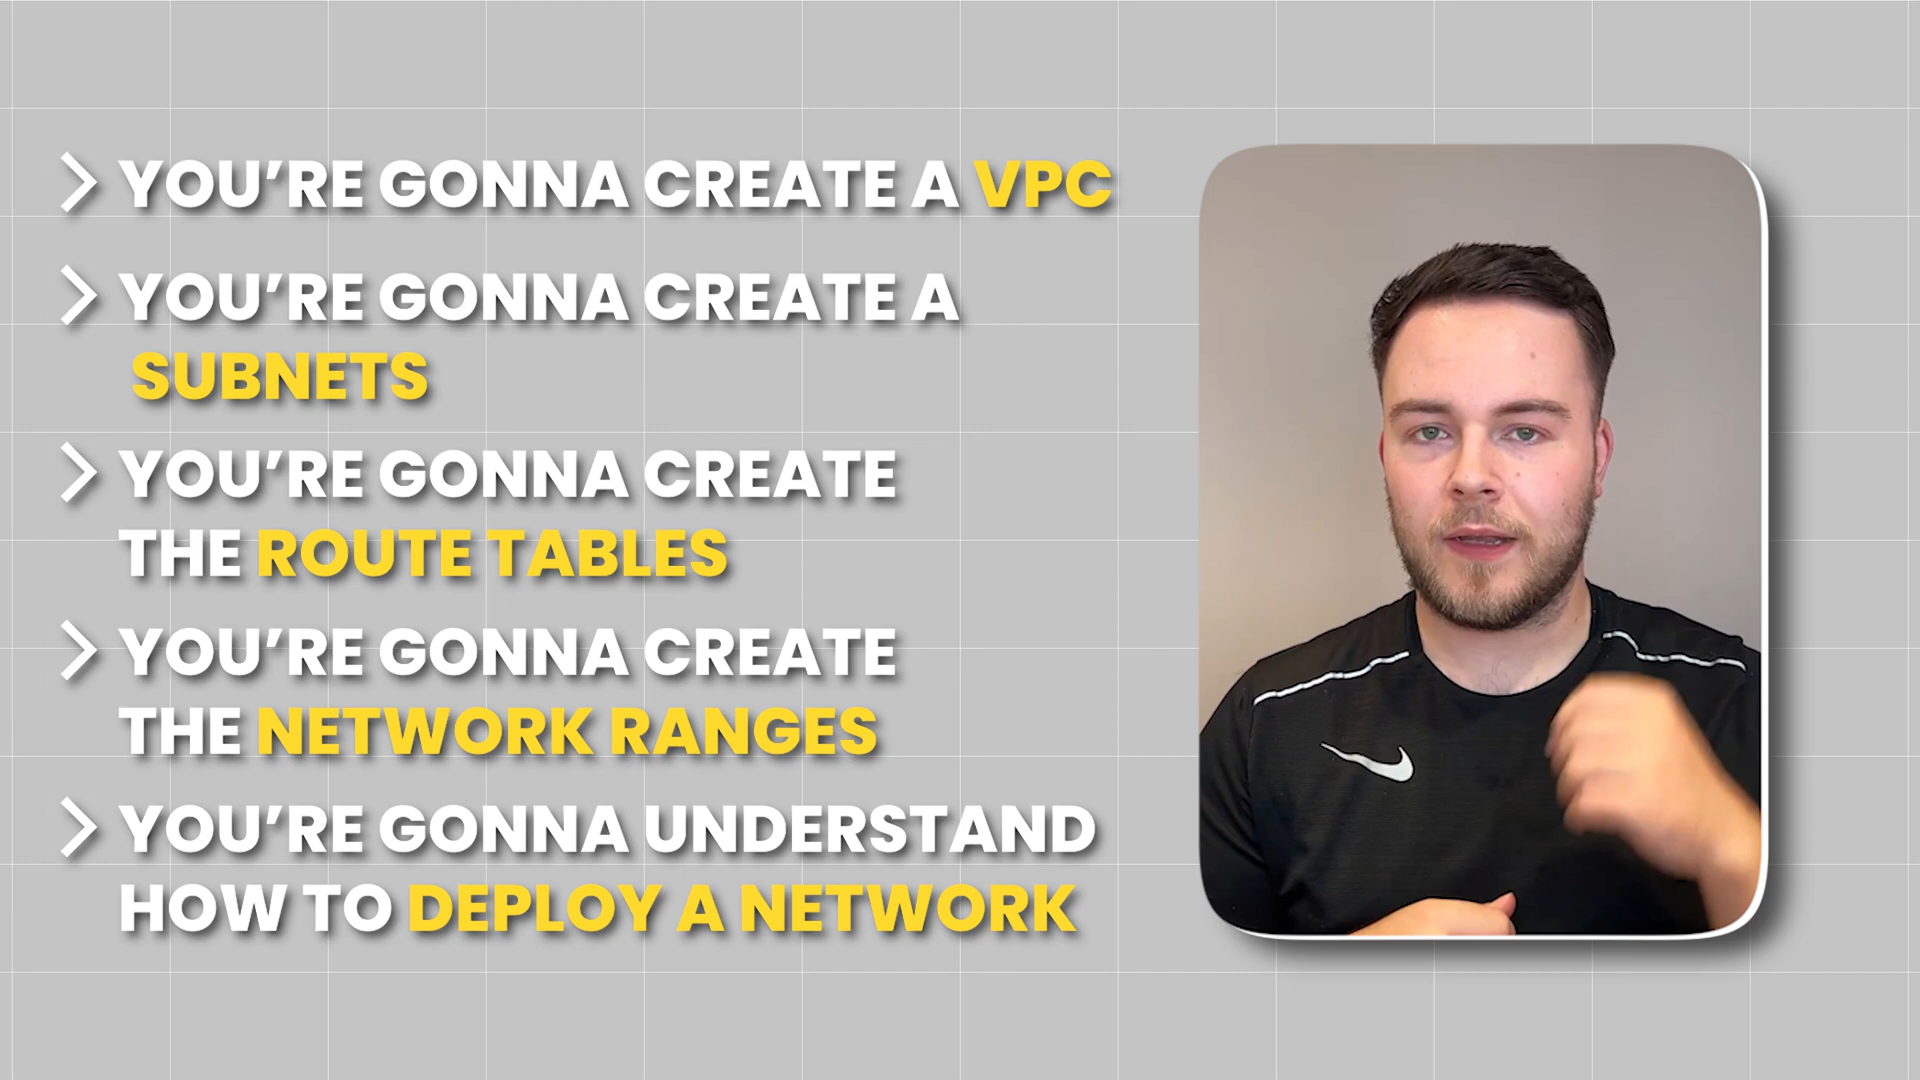 YOU’RE GONNA CREATE A VPC
YOU’RE GONNA CREATE A
SUBNETS
YOU’RE GONNA CREATE
THE ROUTE TABLES
YOU’RE GONNA CREATE
THE NETWORK RANGES
YOU’RE GONNA UNDERSTAND
HOW TO DEPLOY A NETWORK